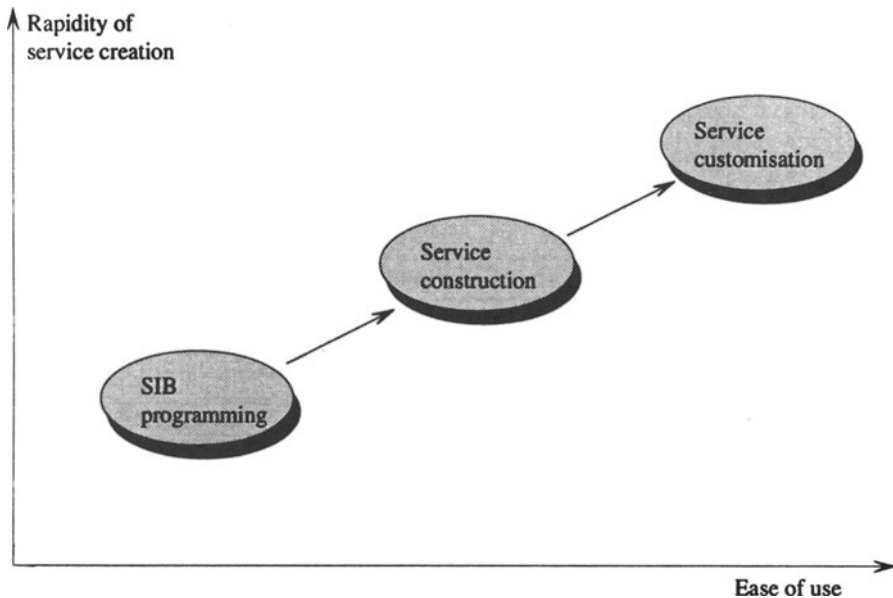 Rapidity of
service creation
Service
customisation
Service
construction
SIB
programming
Ease of use